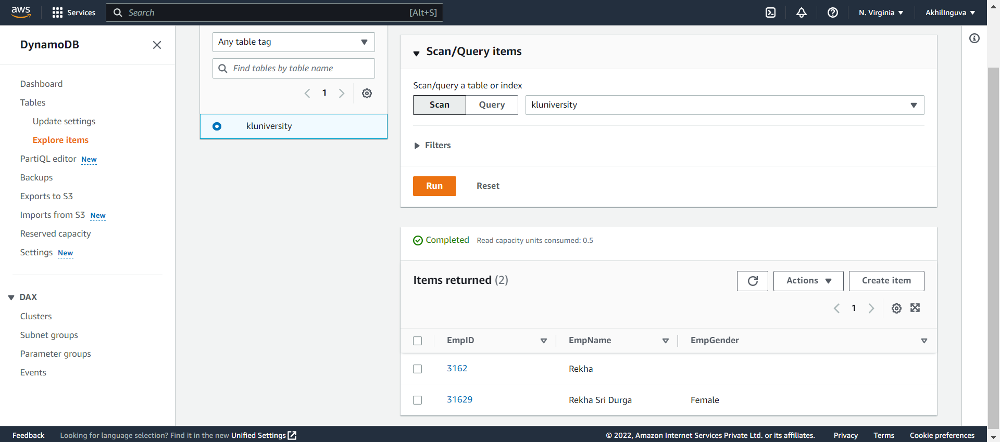 aws
Services
Search
[Alt+S]
N. Virginia
AkhilInguva
DynamoDB
Dashboard
Tables
Update settings
Explore items
PartiQL editor New
Backups
Exports to S3
Imports from S3 New
Reserved capacity
Settings New
DAX
Clusters
Subnet groups
Parameter groups
Events
Any table tag
Find tables by table name
1
kluniversity
Scan/Query items
Scan/query a table or index
Scan Query kluniversity
Filters
Run Reset
Completed Read capacity units consumed: 0.5
Items returned (2)
Actions Create item
1
EmpID EmpName EmpGender
3162 Rekha
31629 Rekha Sri Durga Female
Feedback Looking for language selection? Find it in the new Unified Settings
© 2022, Amazon Internet Services Private Ltd. or its affiliates. Privacy Terms Cookie preferences